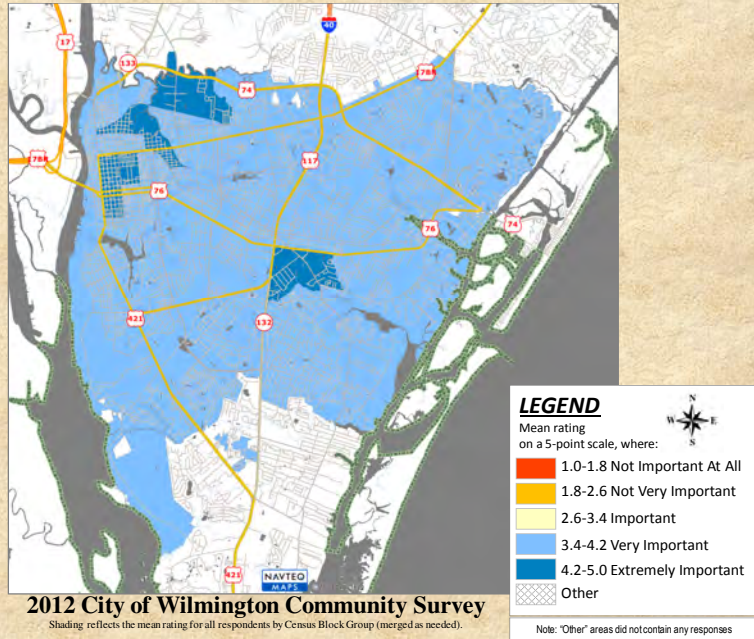 40
17
133
74
17BR
17BR
117
76
76
74
421
132
421
NAVTEQ
MAPS
LEGEND
Mean rating
on a 5-point scale, where:
N
W E
S
1.0-1.8 Not Important At All
1.8-2.6 Not Very Important
2.6-3.4 Important
3.4-4.2 Very Important
4.2-5.0 Extremely Important
Other
2012 City of Wilmington Community Survey
Shading reflects the mean rating for all respondents by Census Block Group (merged as needed).
Note: "Other" areas did not contain any responses